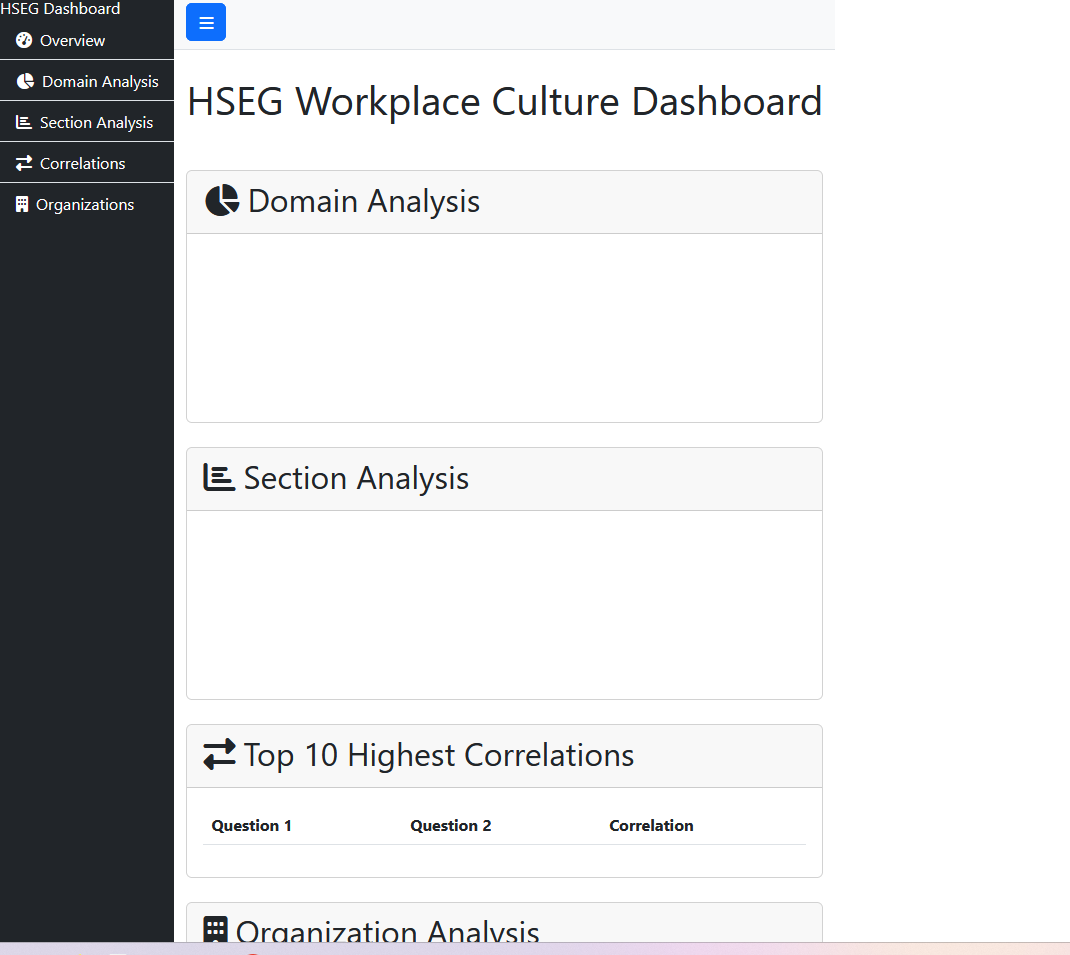 HSEG Dashboard
Overview
Domain Analysis
Section Analysis
Correlations
Organizations
HSEG Workplace Culture Dashboard
Domain Analysis
Section Analysis
Top 10 Highest Correlations
Question 1 Question 2 Correlation
Organization Analysis